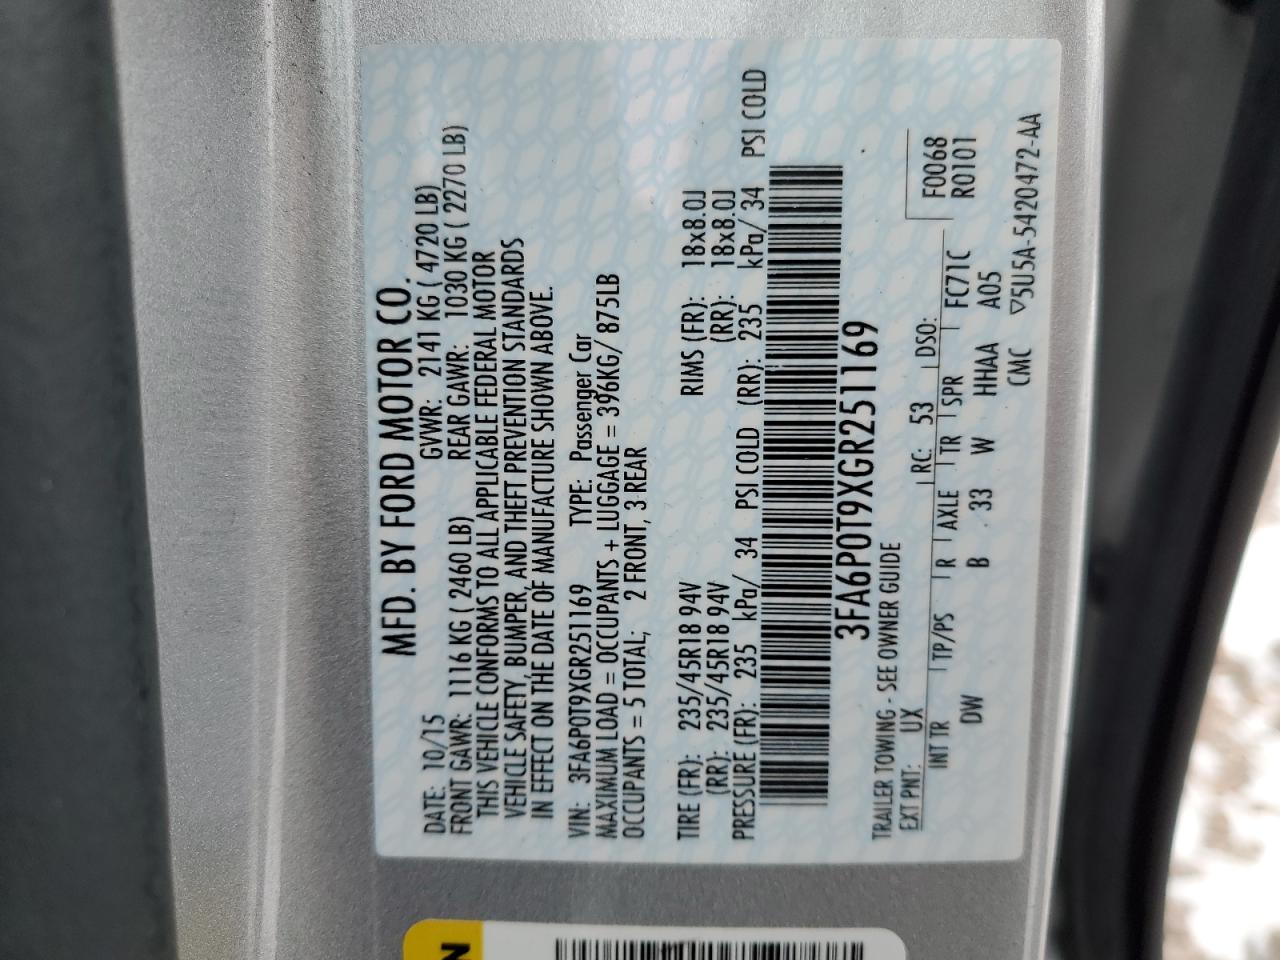 MFD. BY FORD MOTOR CO.
DATE: 10/15 GVWR: 2141 KG ( 4720 LB)
FRONT GAWR: 1116 KG ( 2460 LB) REAR GAWR: 1030 KG ( 2270 LB)
THIS VEHICLE CONFORMS TO ALL APPLICABLE FEDERAL MOTOR
VEHICLE SAFETY, BUMPER, AND THEFT PREVENTION STANDARDS
IN EFFECT ON THE DATE OF MANUFACTURE SHOWN ABOVE.
VIN: 3FA6P0T9XGR251169 TYPE: Passenger Car
MAXIMUM LOAD = OCCUPANTS + LUGGAGE = 396KG/ 875LB
OCCUPANTS = 5 TOTAL; 2 FRONT, 3 REAR
TIRE (FR): 235/45R18 94V RIMS (FR): 18x8.0J
(RR): 235/45R18 94V (RR): 18x8.0J
PRESSURE (FR): 235 kPa/ 34 PSI COLD (RR): 235 kPa/ 34 PSI COLD
3FA6P0T9XGR251169
TRAILER TOWING - SEE OWNER GUIDE
EXT PNT: UX RC: 53 DSO: F0068
INT TR TP/PS R AXLE TR SPR FC71C R0101
DW B 33 W HHAA A05
CMC ▽5U5A-5420472-AA
N